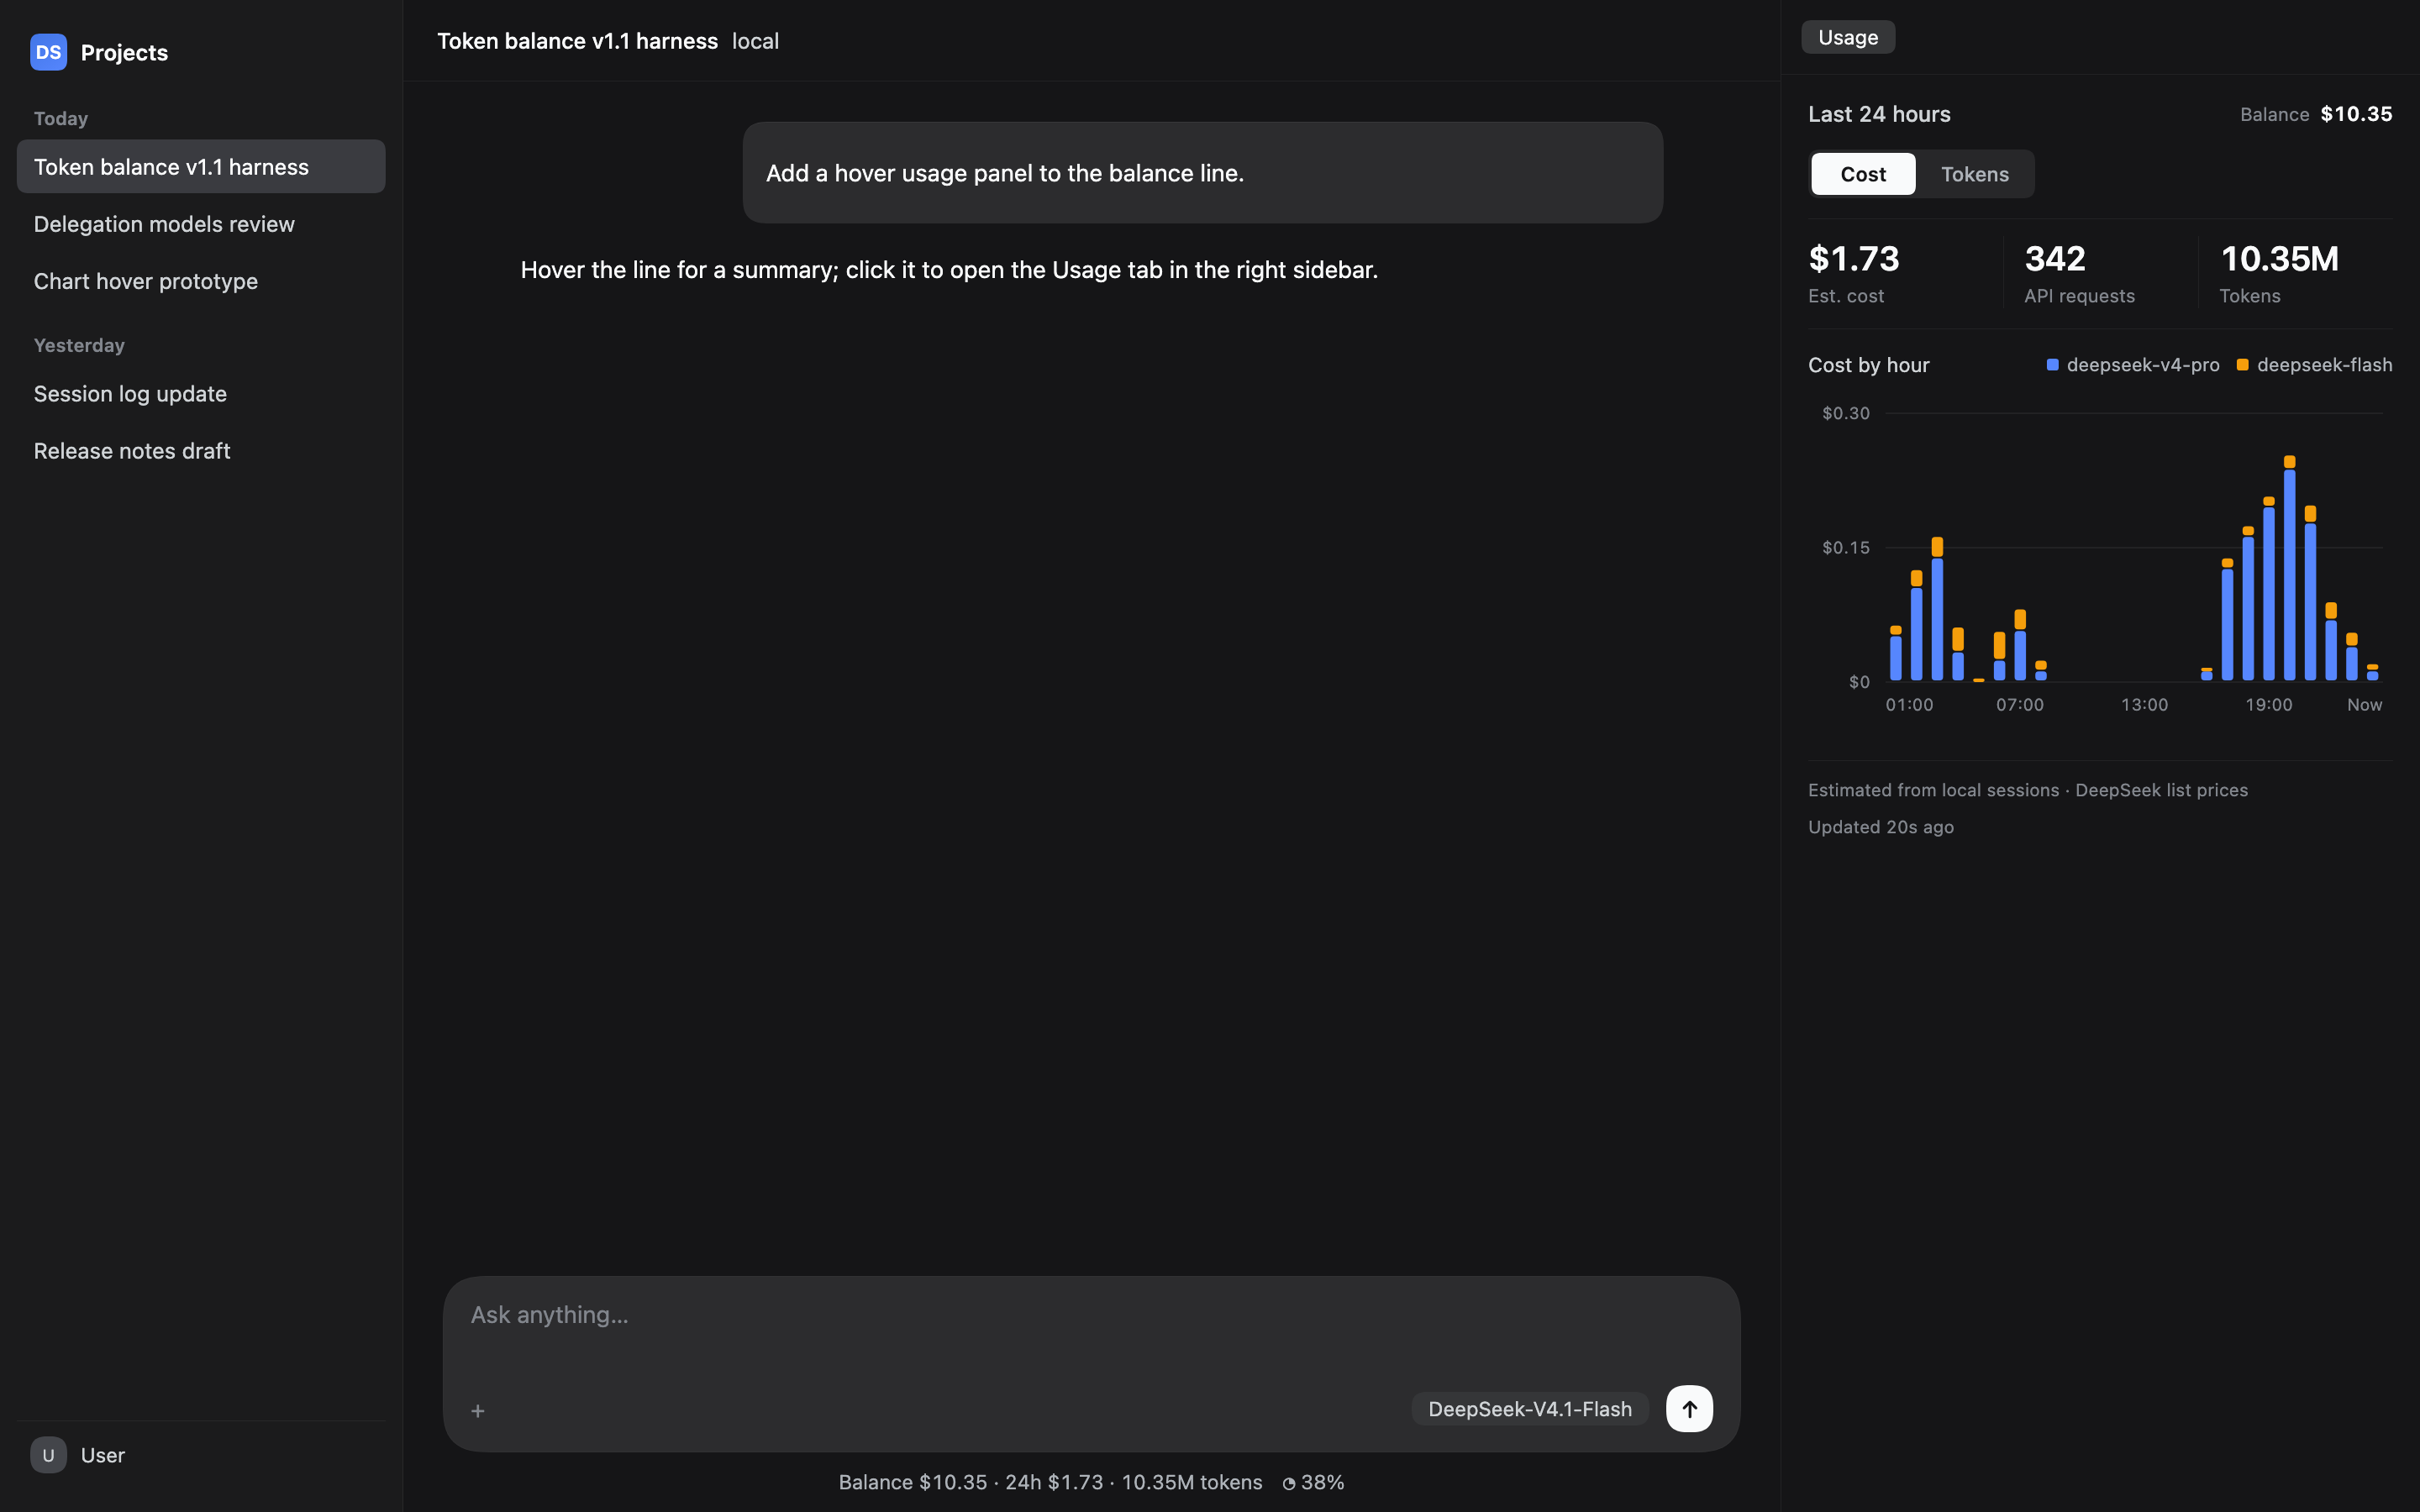 DS Projects
Today
Token balance v1.1 harness
Delegation models review
Chart hover prototype
Yesterday
Session log update
Release notes draft
U User
Token balance v1.1 harness local
Add a hover usage panel to the balance line.
Hover the line for a summary; click it to open the Usage tab in the right sidebar.
Ask anything...
+
DeepSeek-V4.1-Flash
Balance $10.35 · 24h $1.73 · 10.35M tokens 38%
Usage
Last 24 hours Balance $10.35
Cost Tokens
$1.73 342 10.35M
Est. cost API requests Tokens
Cost by hour deepseek-v4-pro deepseek-flash
$0.30
$0.15
$0
01:00 07:00 13:00 19:00 Now
Estimated from local sessions · DeepSeek list prices
Updated 20s ago